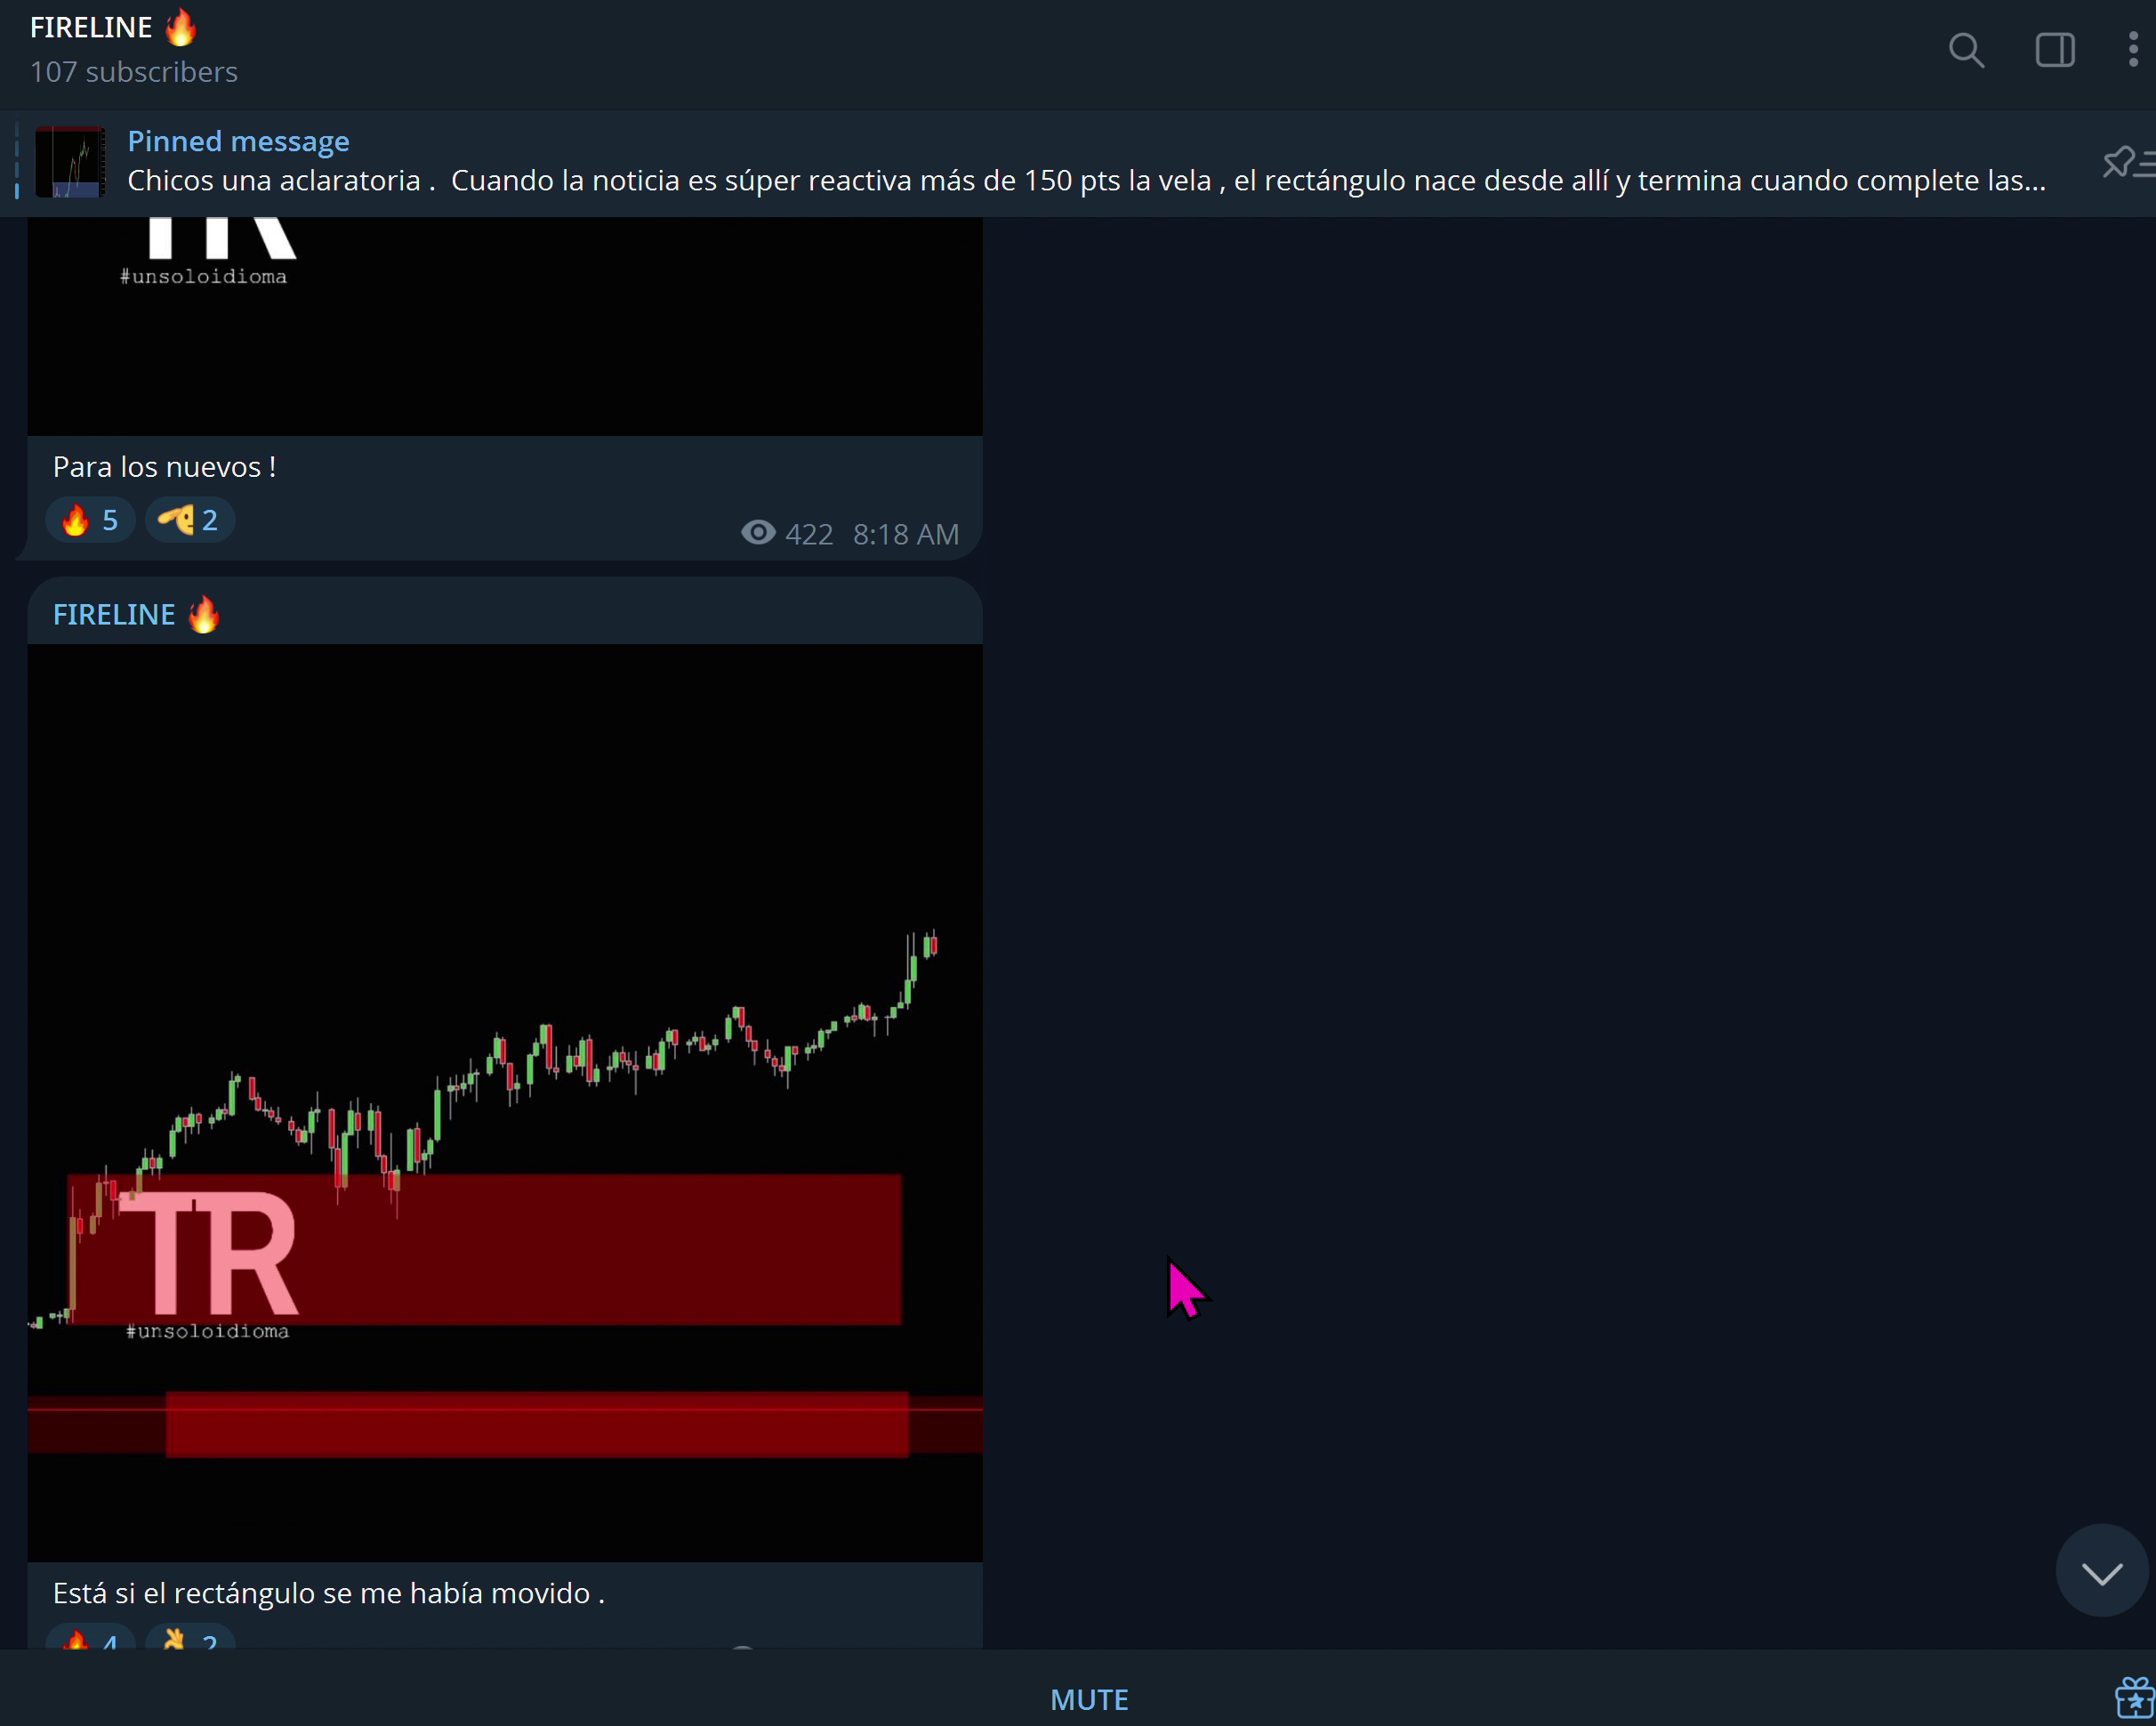 FIRELINE 🔥
107 subscribers
Pinned message
Chicos una aclaratoria .  Cuando la noticia es súper reactiva más de 150 pts la vela , el rectángulo nace desde allí y termina cuando complete las...
TR
#unsoloidioma
Para los nuevos !
🔥 5 🫤 2
422 8:18 AM
FIRELINE 🔥
TR
#unsoloidioma
Está si el rectángulo se me había movido .
🔥 4 👌 2
MUTE